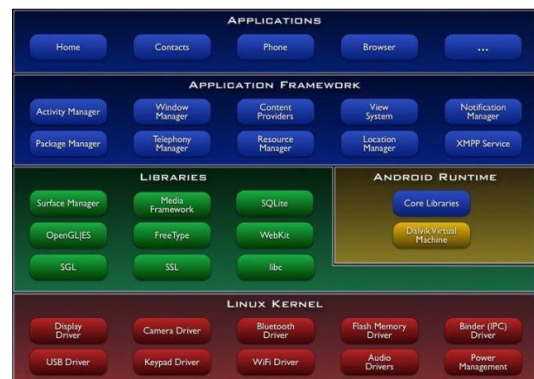 APPLICATIONS
Home Contacts Phone Browser ...
APPLICATION FRAMEWORK
Activity Manager Window Manager Content Providers View System Notification Manager
Package Manager Telephony Manager Resource Manager Location Manager XMPP Service
LIBRARIES
Surface Manager Media Framework SQLite
OpenGL|ES FreeType WebKit
SGL SSL libc
ANDROID RUNTIME
Core Libraries
Dalvik Virtual Machine
LINUX KERNEL
Display Driver Camera Driver Bluetooth Driver Flash Memory Driver Binder (IPC) Driver
USB Driver Keypad Driver WiFi Driver Audio Drivers Power Management